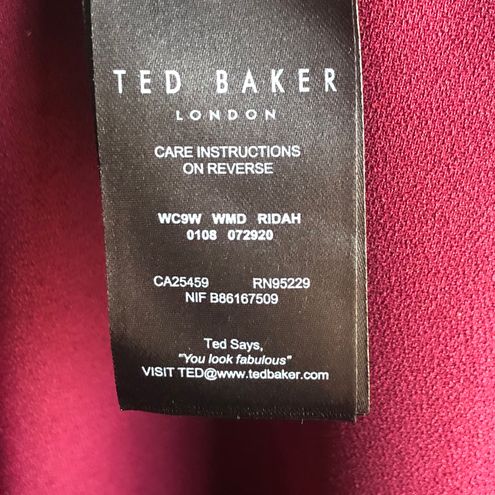 TED BAKER
LONDON
CARE INSTRUCTIONS
ON REVERSE
WC9W WMD RIDAH
0108 072920
CA25459 RN95229
NIF B86167509
Ted Says,
"You look fabulous"
VISIT TED@www.tedbaker.com